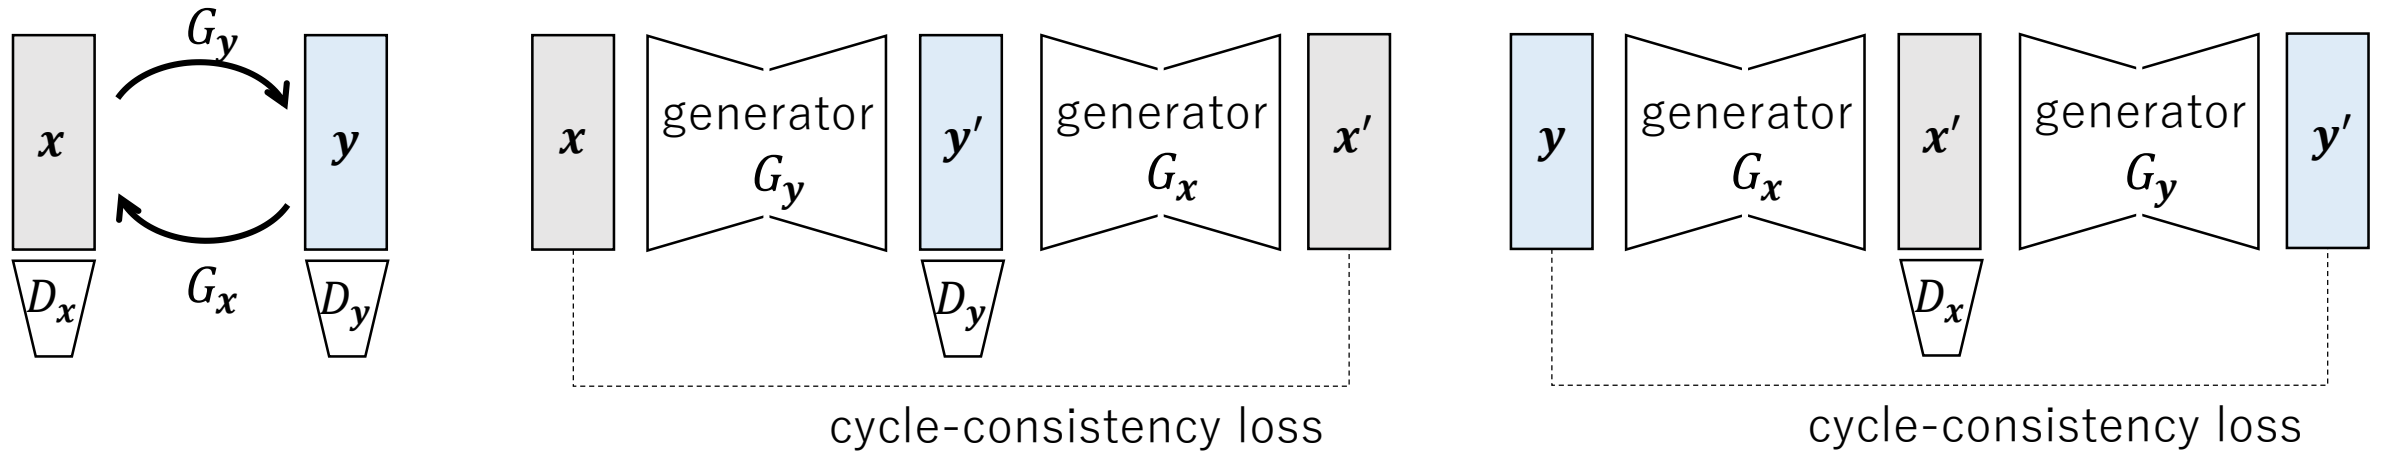 G_y
x
y
G_x
D_x
D_y
x
generator
G_y
y′
generator
G_x
x′
D_y
cycle-consistency loss
y
generator
G_x
x′
generator
G_y
y′
D_x
cycle-consistency loss